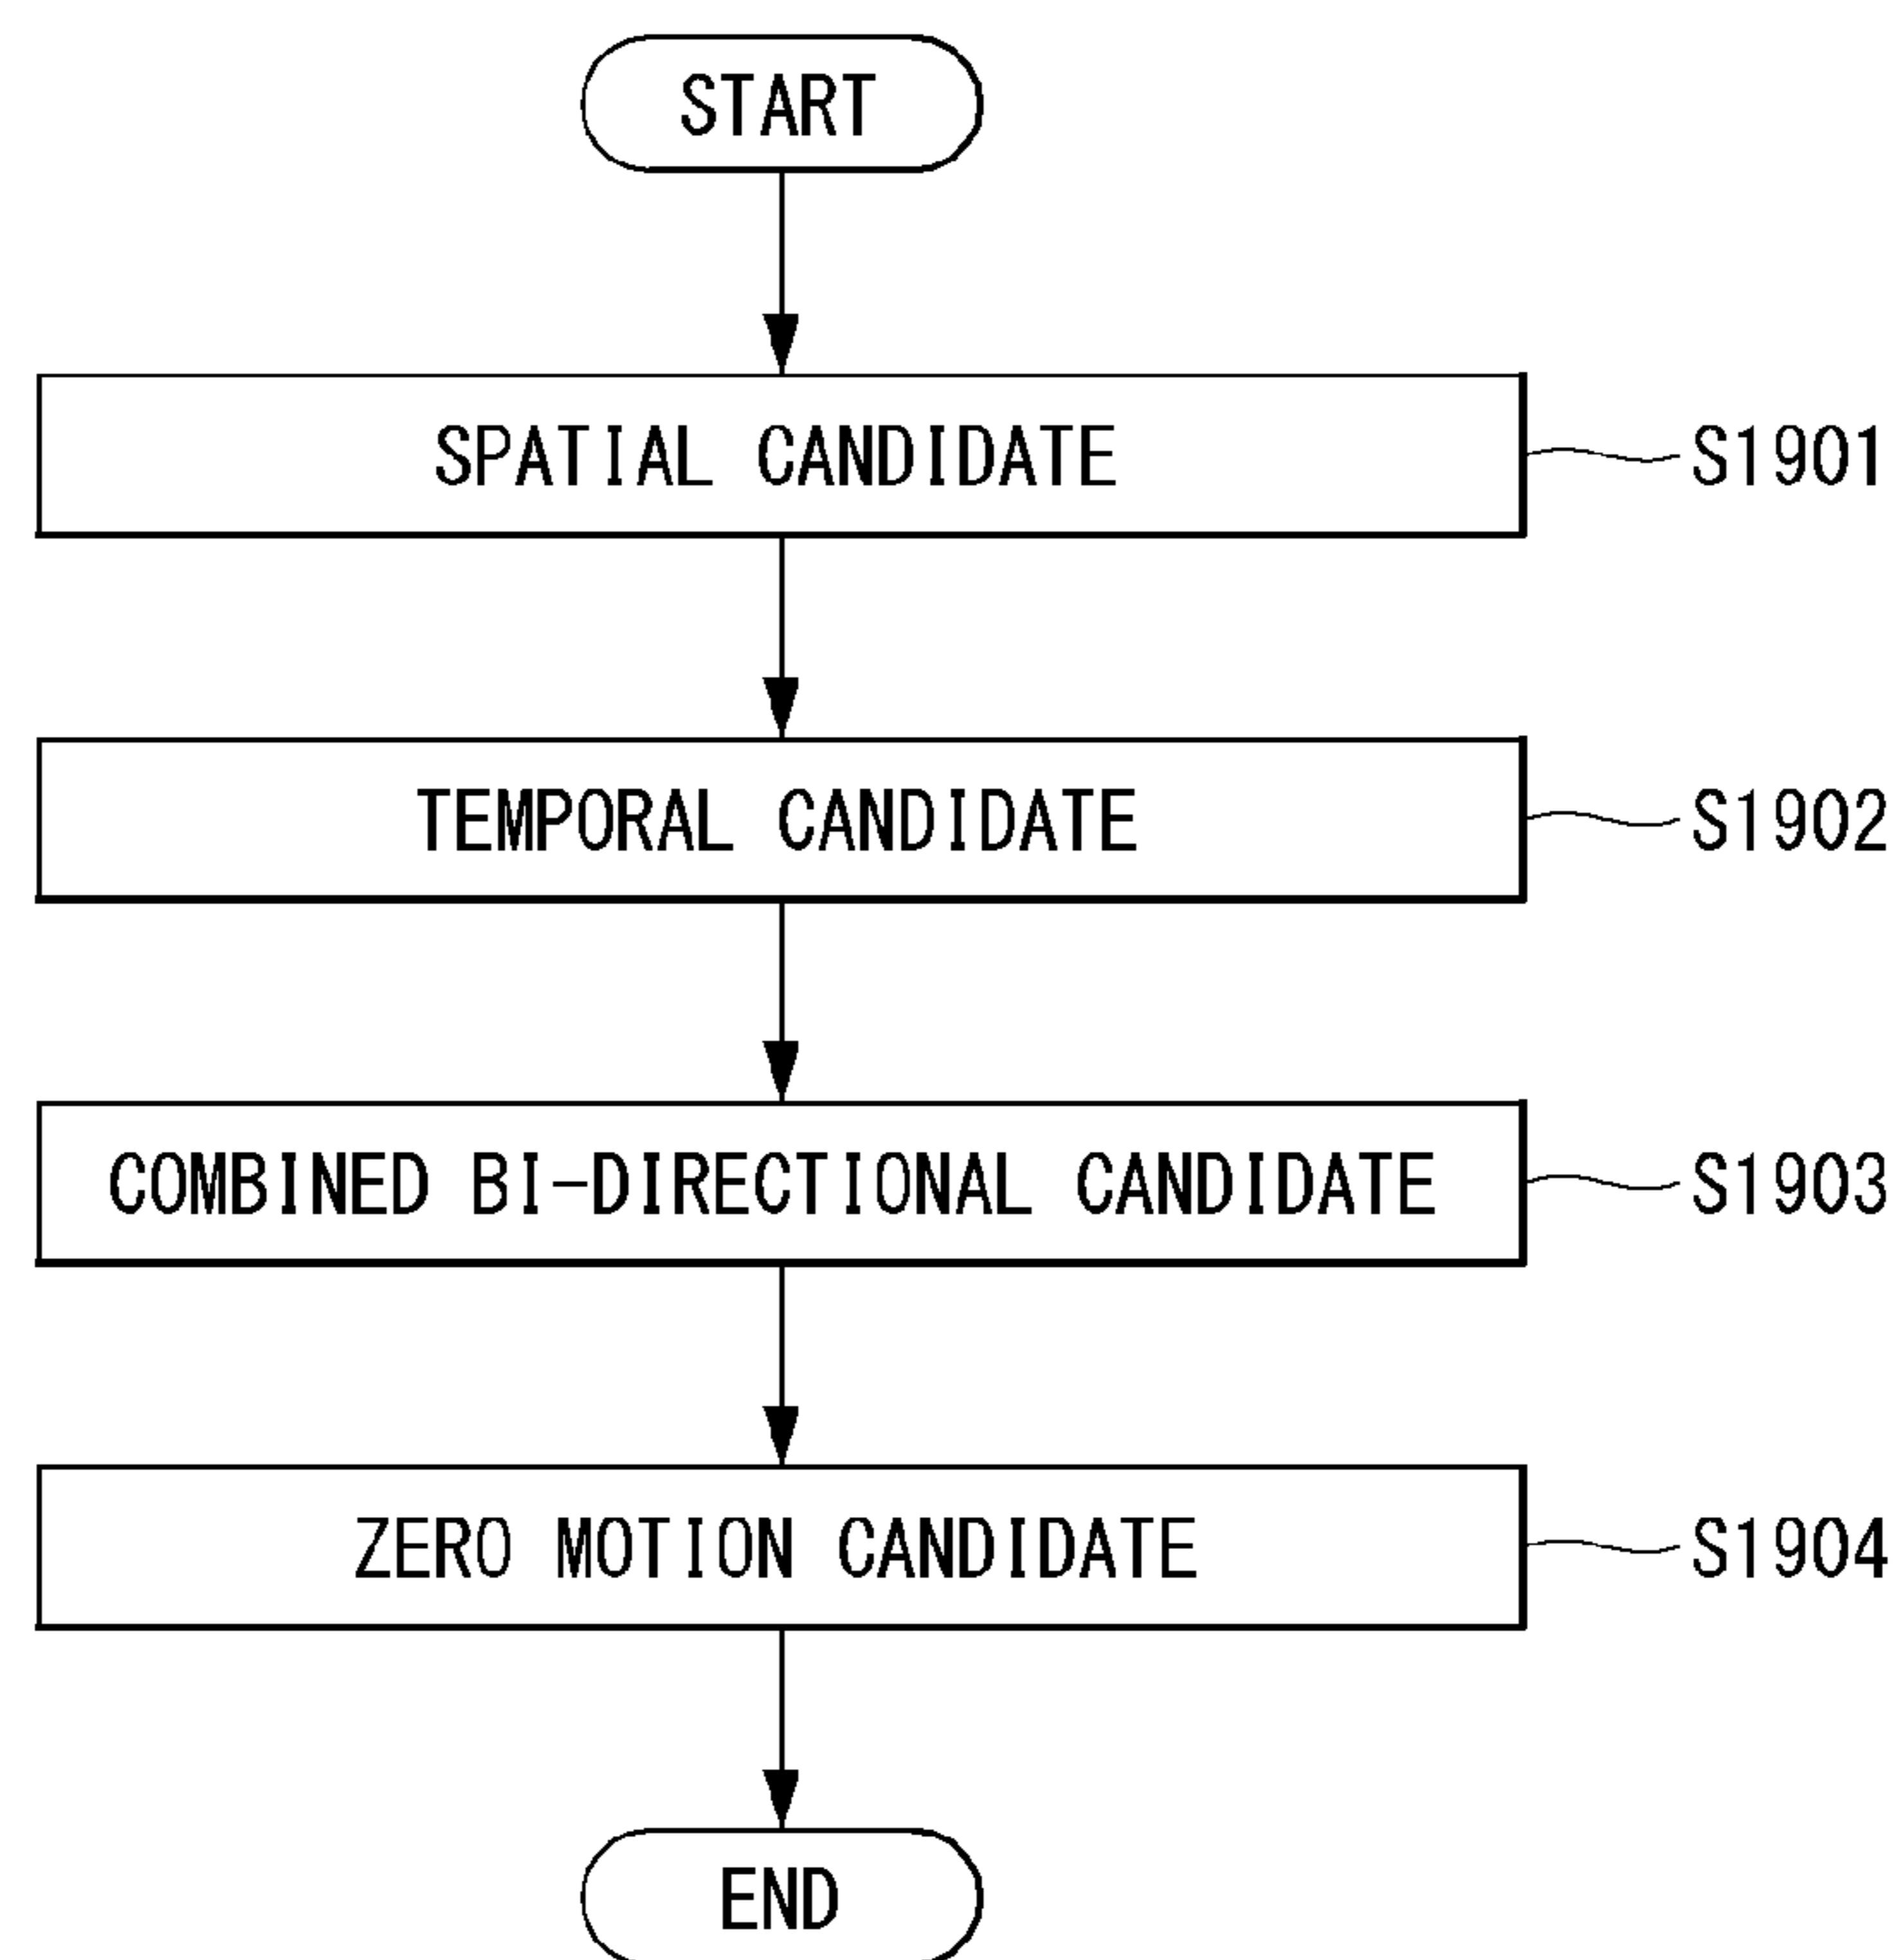 START
SPATIAL CANDIDATE
S1901
TEMPORAL CANDIDATE
S1902
COMBINED BI-DIRECTIONAL CANDIDATE
S1903
ZERO MOTION CANDIDATE
S1904
END